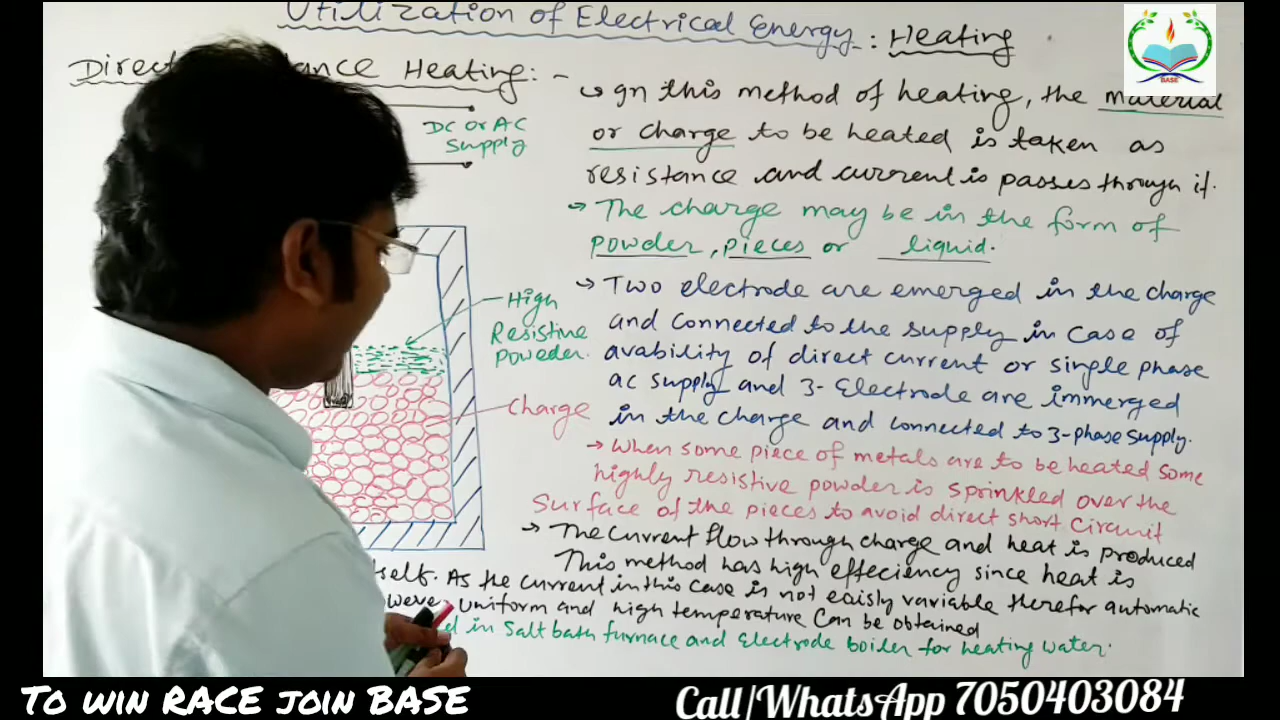 Utilization of Electrical Energy : Heating
BASE
Direct Heating : -
DC or AC
Supply
High
Resistive
Poweder.
Charge
→ In this method of heating, the material
or charge to be heated is taken as
resistance and current is passes through it.
→ The charge may be in the form of
powder, pieces or liquid.
→ Two electrode are emerged in the charge
and connected to the supply in case of
avability of direct current or single phase
ac supply and 3- Electrode are immerged
in the charge and connected to 3-phase supply.
→ When some piece of metals are to be heated some
highly resistive powder is sprinkled over the
Surface of the pieces to avoid direct short circuit
→ The current flow through charge and heat is produced
This method has high effeciency since heat is
itself. As the current in this case is not eaisly variable therefor automatic
uniform and high temperature can be obtained
in Salt bath furnace and Electrode boiler for heating water.
TO WIN RACE JOIN BASE
Call/WhatsApp 7050403084